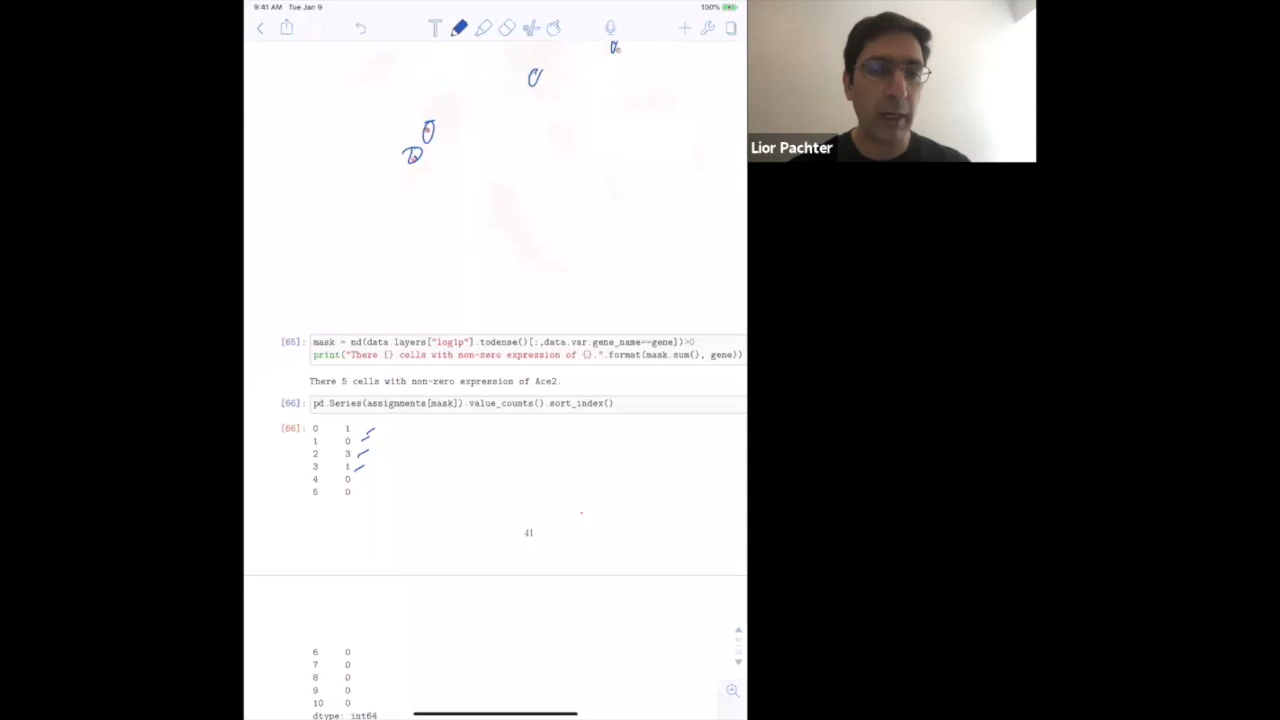 9:41 AM Tue Jan 9
100%
T
Lior Pachter
[65]: mask = nd(data.layers["log1p"].todense()[:,data.var.gene_name==gene])>0
print("There {} cells with non-zero expression of {}.".format(mask.sum(), gene))
There 5 cells with non-zero expression of Ace2.
[66]: pd.Series(assignments[mask]).value_counts().sort_index()
[66]: 0 1
1 0
2 3
3 1
4 0
5 0
41
6 0
7 0
8 0
9 0
10 0
dtype: int64